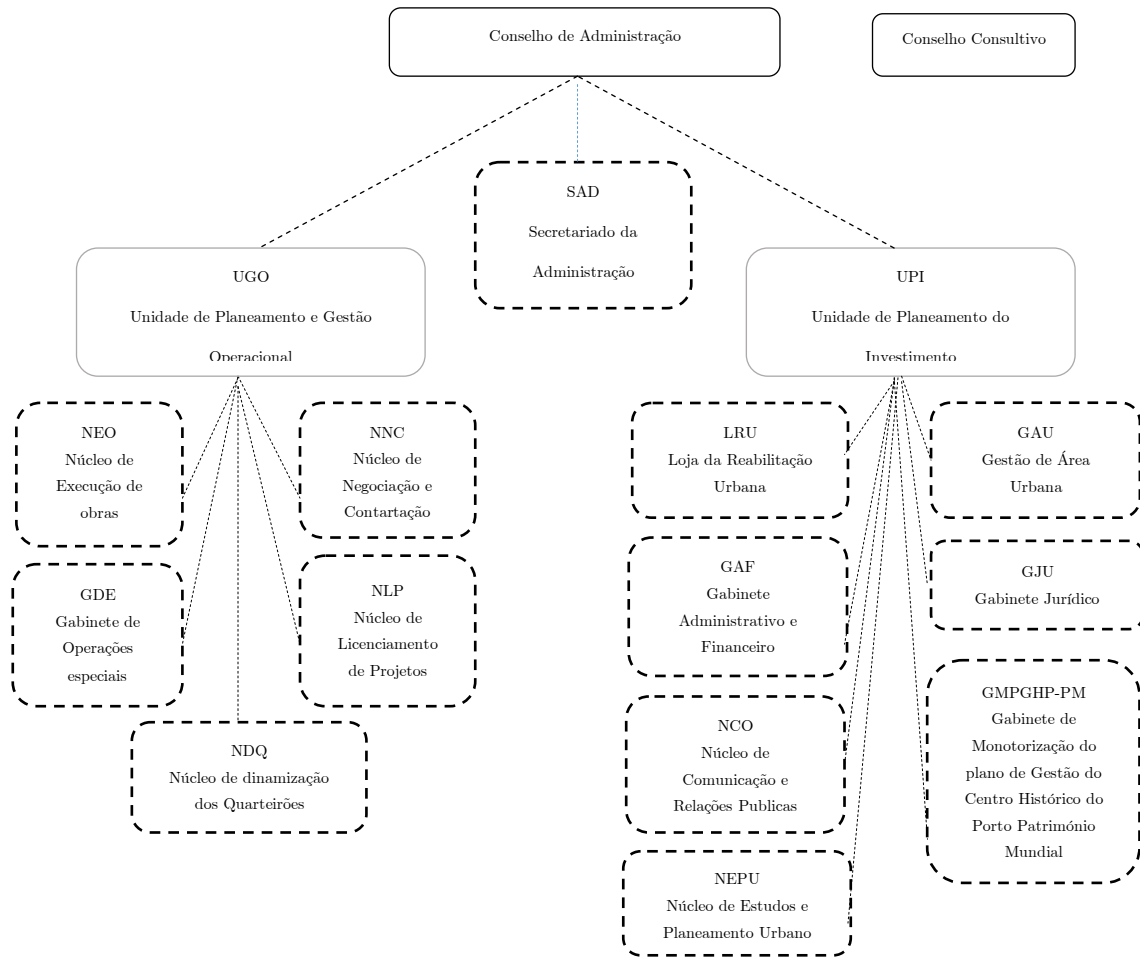 Conselho de Administração
Conselho Consultivo
SAD
Secretariado da
Administração
UGO
Unidade de Planeamento e Gestão
Operacional
UPI
Unidade de Planeamento do
Investimento
NEO
Núcleo de
Execução de
obras
NNC
Núcleo de
Negociação e
Contartação
GDE
Gabinete de
Operações
especiais
NLP
Núcleo de
Licenciamento
de Projetos
NDQ
Núcleo de dinamização
dos Quarteirões
LRU
Loja da Reabilitação
Urbana
GAU
Gestão de Área
Urbana
GAF
Gabinete
Administrativo e
Financeiro
GJU
Gabinete Jurídico
NCO
Núcleo de
Comunicação e
Relações Publicas
GMPGHP-PM
Gabinete de
Monotorização do
plano de Gestão do
Centro Histórico do
Porto Património
Mundial
NEPU
Núcleo de Estudos e
Planeamento Urbano